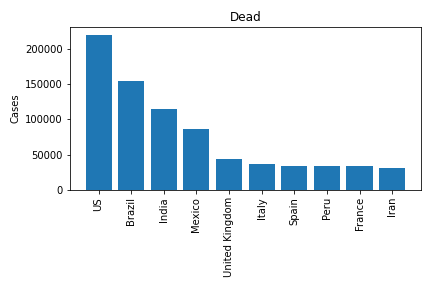 Dead
Cases
200000
150000
100000
50000
0
US
Brazil
India
Mexico
United Kingdom
Italy
Spain
Peru
France
Iran